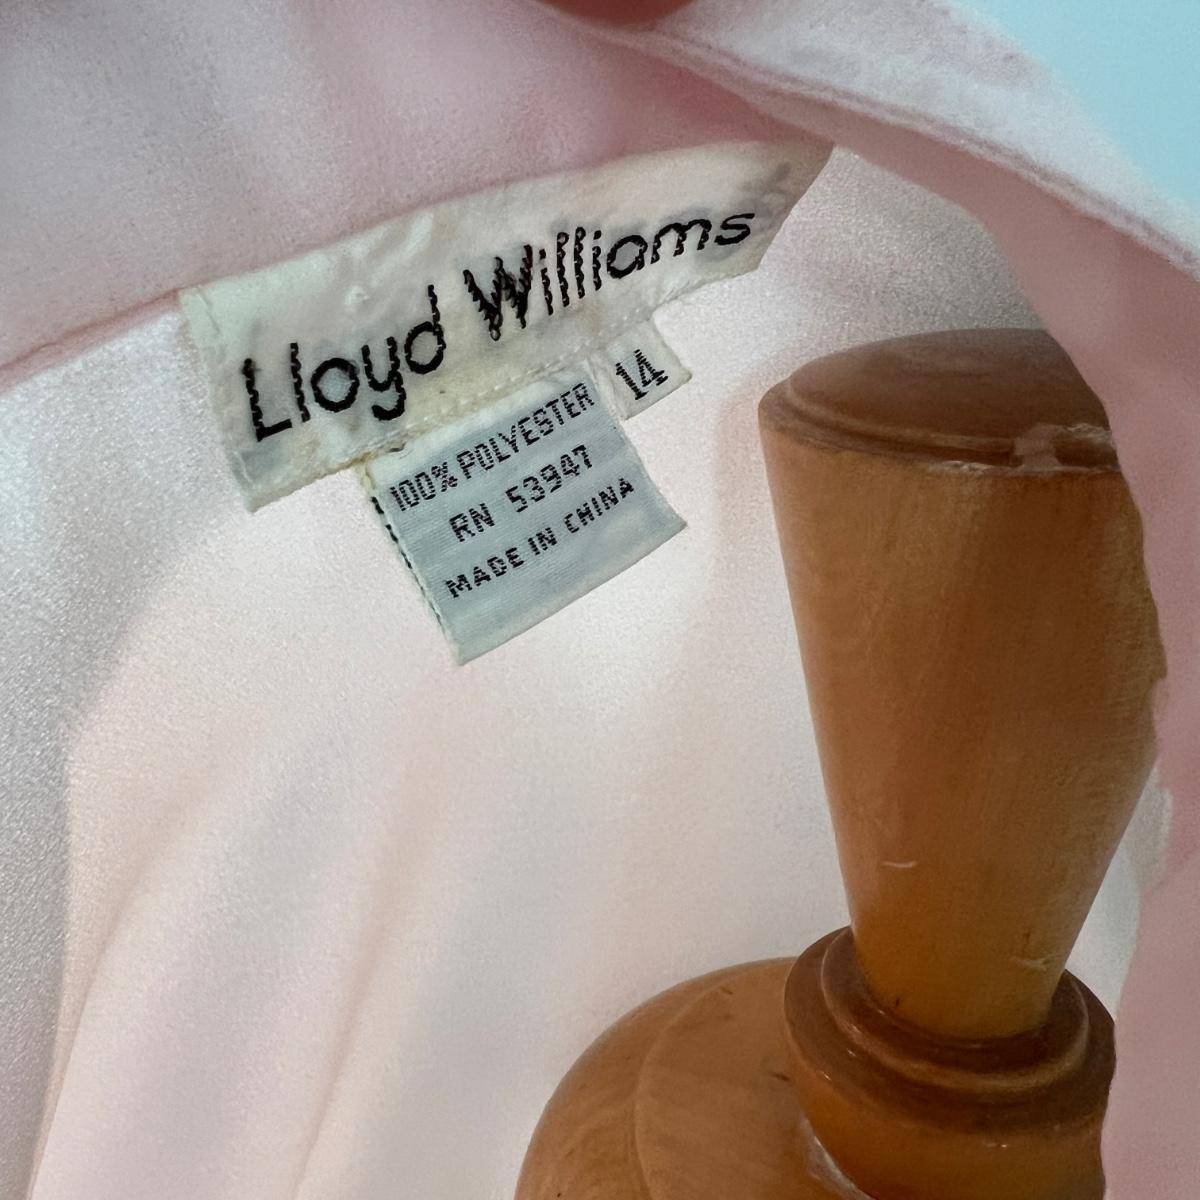 Lloyd Williams
14
100% POLYESTER
RN 53947
MADE IN CHINA